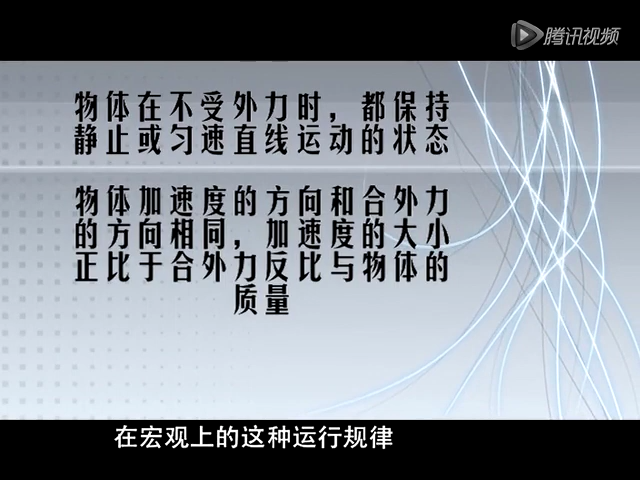 腾讯视频
物体在不受外力时，都保持
静止或匀速直线运动的状态
物体加速度的方向和合外力
的方向相同，加速度的大小
正比于合外力反比与物体的
质量
在宏观上的这种运行规律